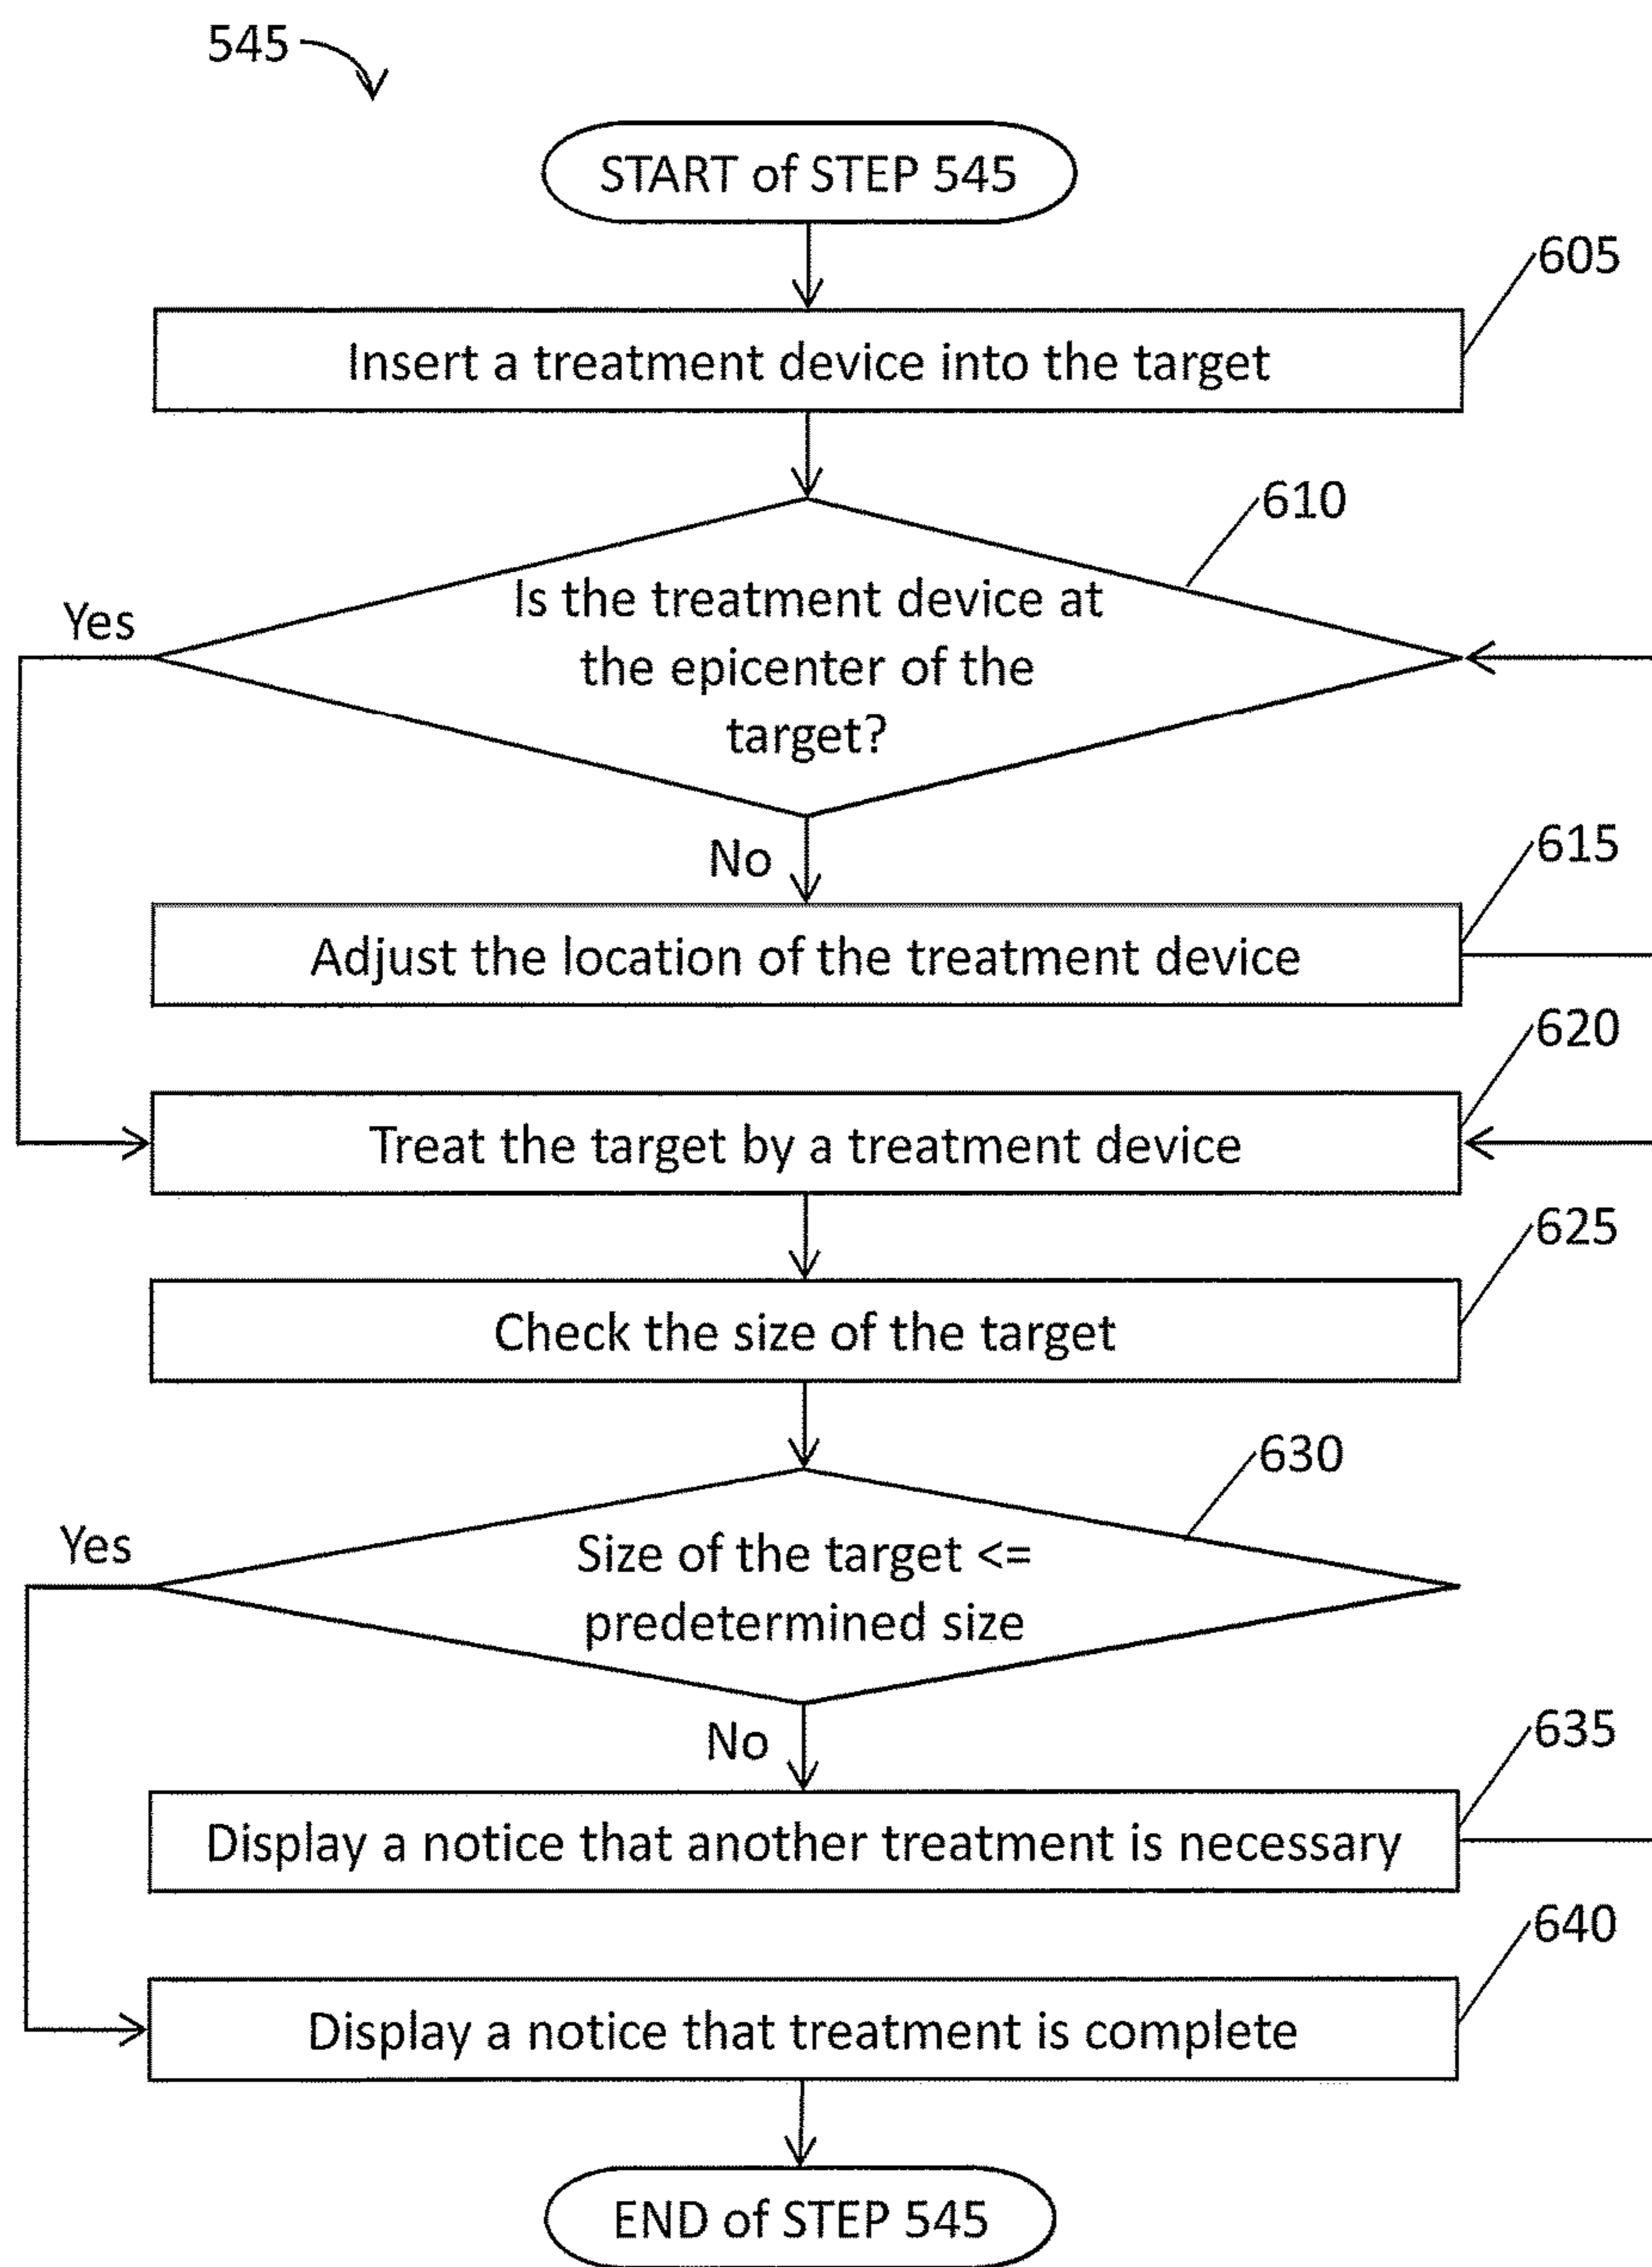 545
START of STEP 545
605
Insert a treatment device into the target
610
Is the treatment device at
the epicenter of the
target?
Yes
No
615
Adjust the location of the treatment device
620
Treat the target by a treatment device
625
Check the size of the target
630
Size of the target <=
predetermined size
Yes
No
635
Display a notice that another treatment is necessary
640
Display a notice that treatment is complete
END of STEP 545